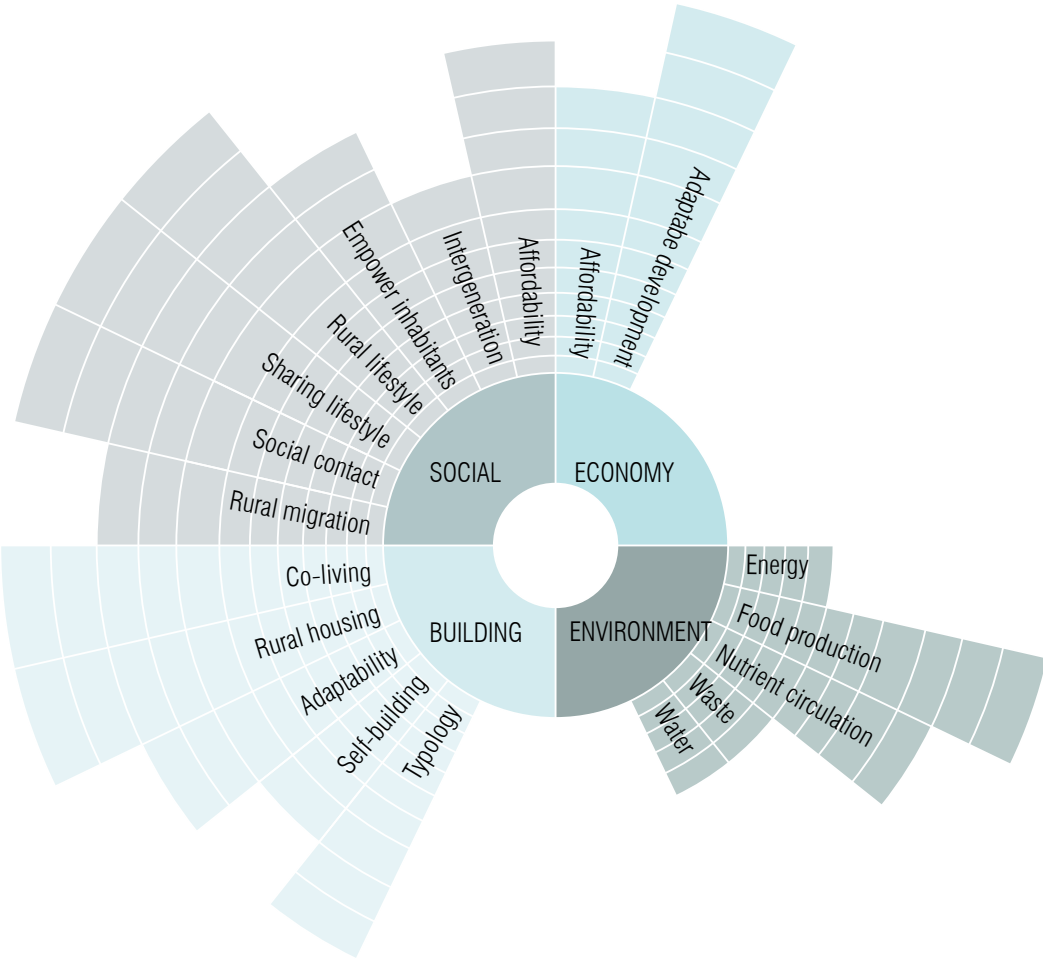 SOCIAL
ECONOMY
BUILDING
ENVIRONMENT
Rural migration
Social contact
Sharing lifestyle
Rural lifestyle
Empower inhabitants
Intergeneration
Affordability
Affordability
Adaptabe development
Energy
Food production
Nutrient circulation
Waste
Water
Co-living
Rural housing
Adaptability
Self-building
Typology